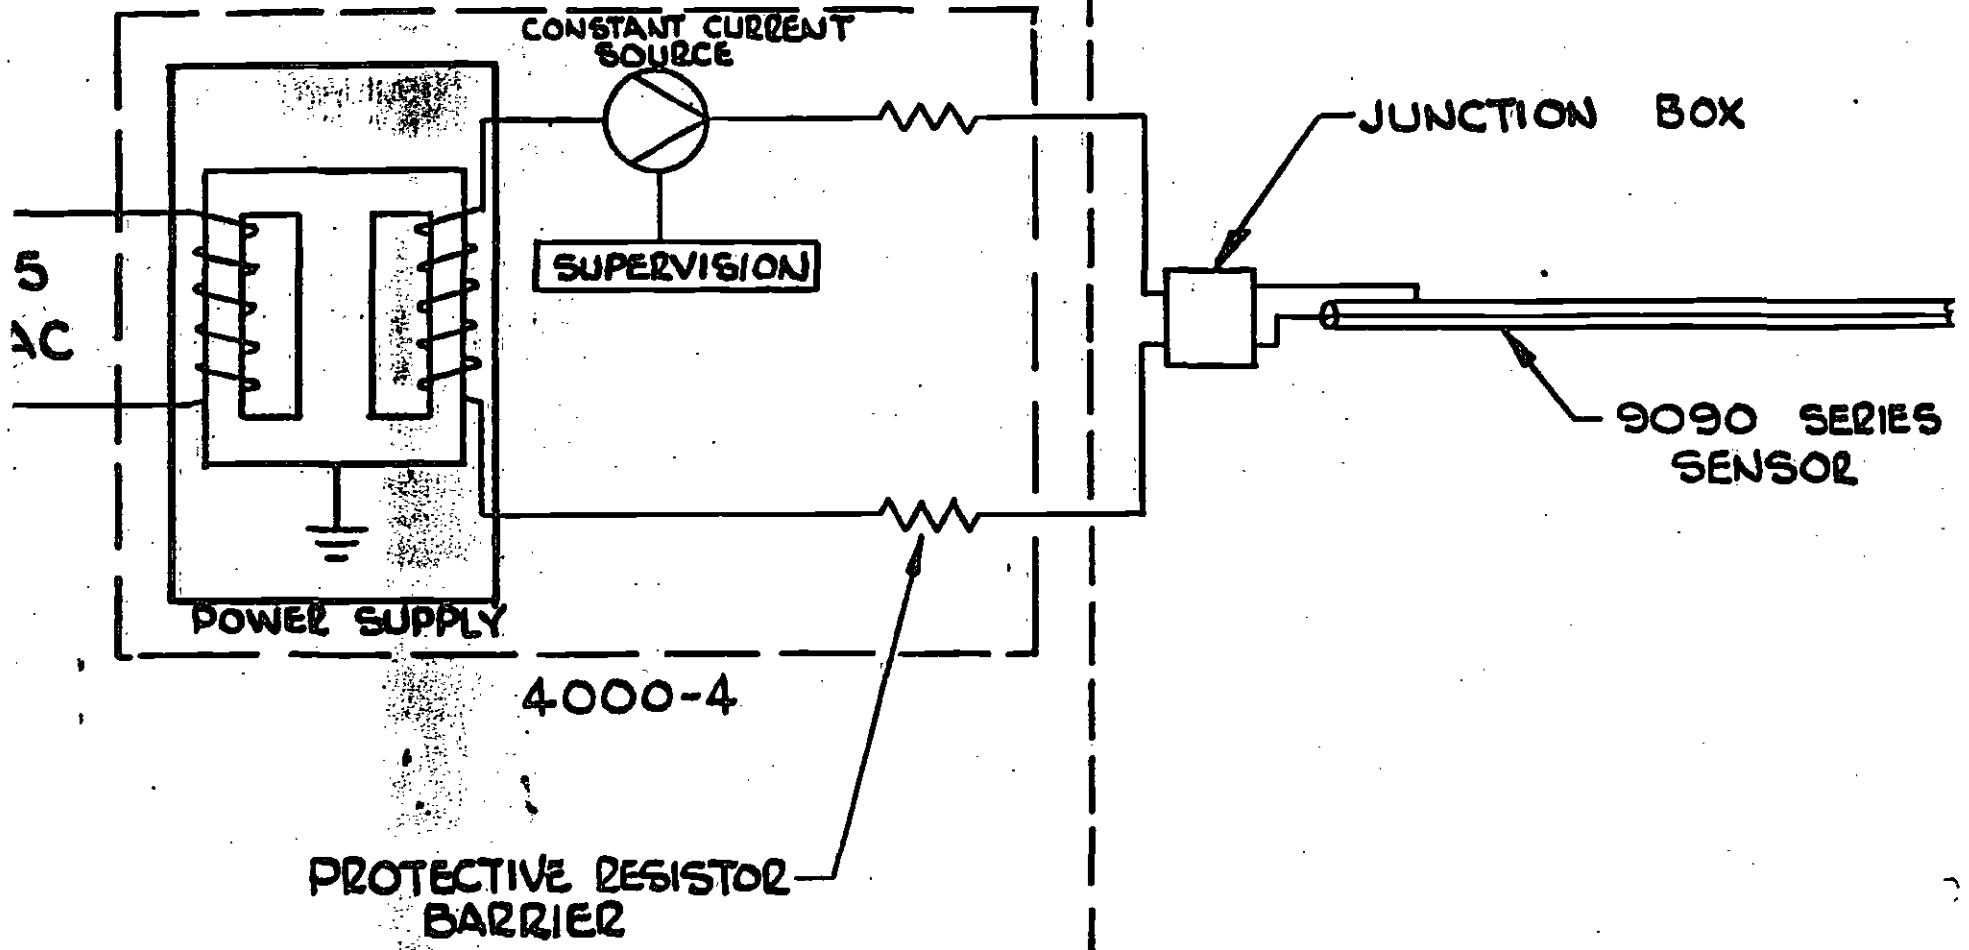 CONSTANT CURRENT
SOURCE
JUNCTION BOX
SUPERVISION
5
AC
9090 SERIES
SENSOR
POWER SUPPLY
4000-4
PROTECTIVE RESISTOR
BARRIER